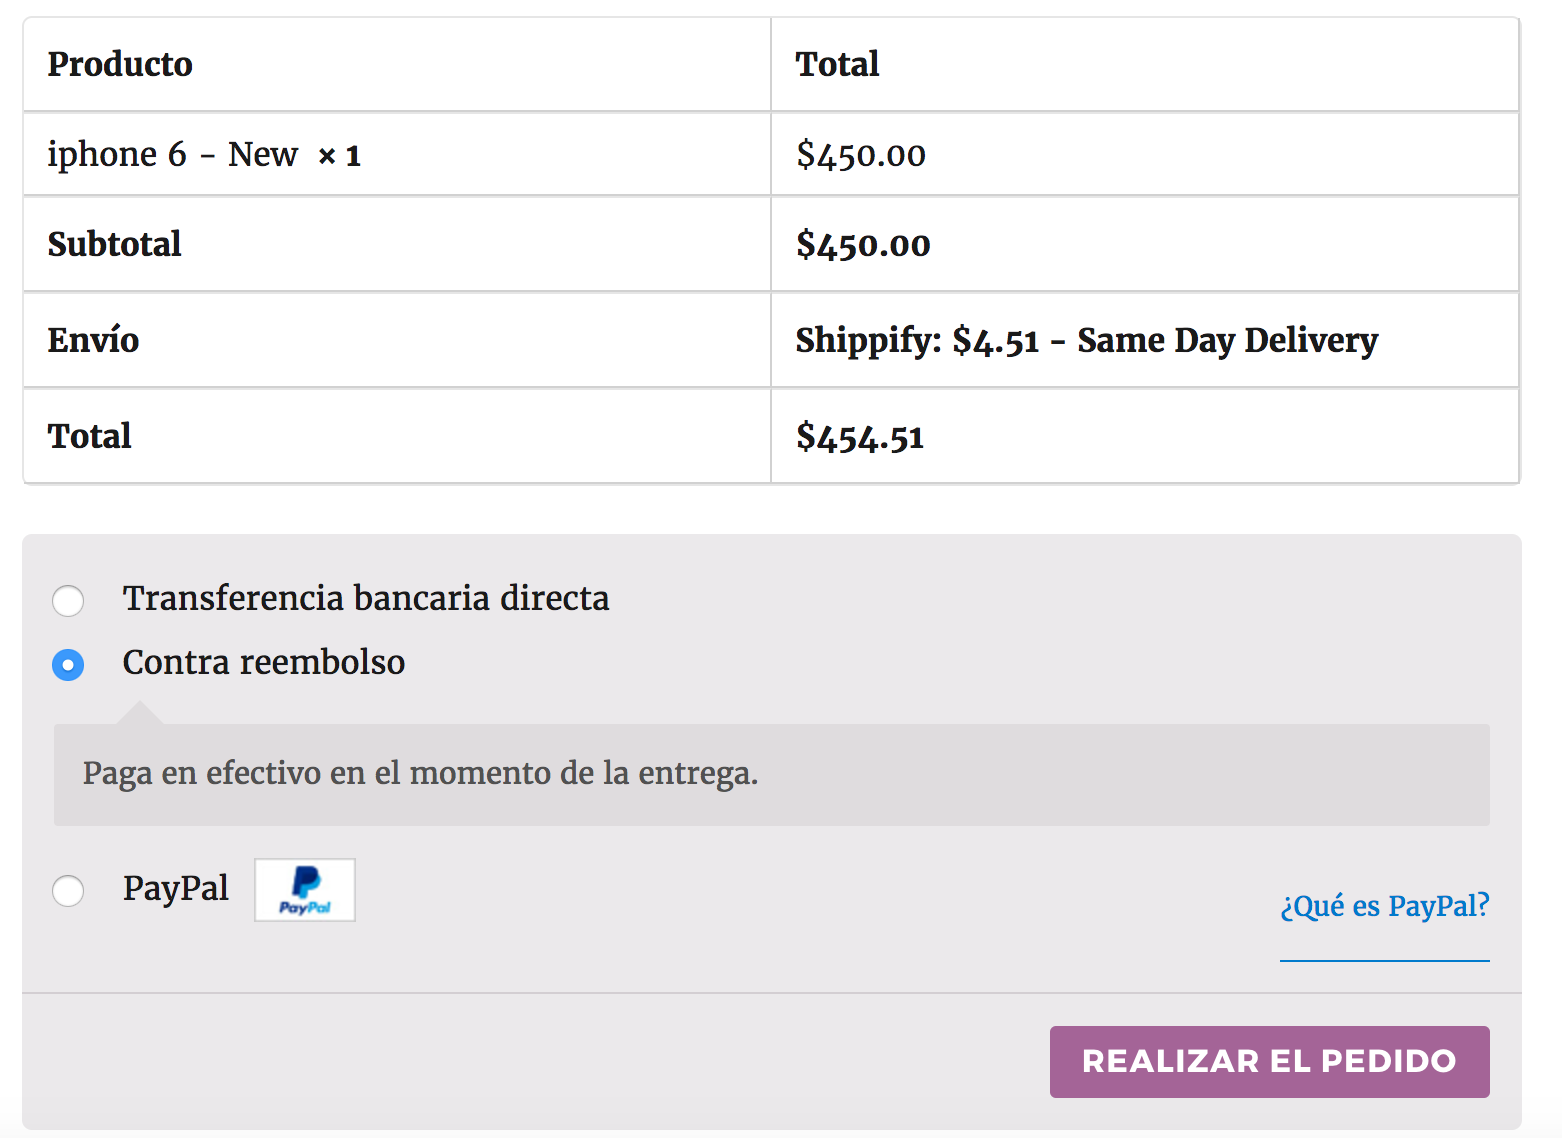 Producto Total
iphone 6 - New × 1 $450.00
Subtotal $450.00
Envío Shippify: $4.51 - Same Day Delivery
Total $454.51
Transferencia bancaria directa
Contra reembolso
Paga en efectivo en el momento de la entrega.
PayPal PayPal
¿Qué es PayPal?
REALIZAR EL PEDIDO